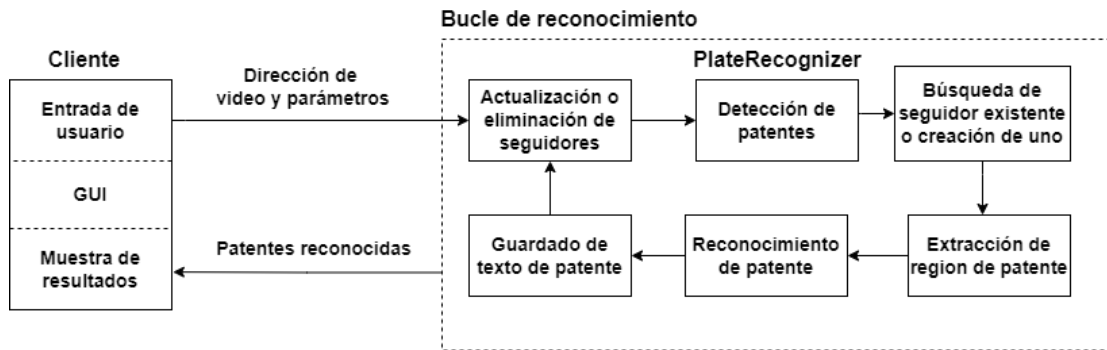 Bucle de reconocimiento
Cliente
Entrada de
usuario
GUI
Muestra de
resultados
Dirección de
video y parámetros
Patentes reconocidas
PlateRecognizer
Actualización o
eliminación de
seguidores
Detección de
patentes
Búsqueda de
seguidor existente
o creación de uno
Guardado de
texto de patente
Reconocimiento
de patente
Extracción de
region de patente